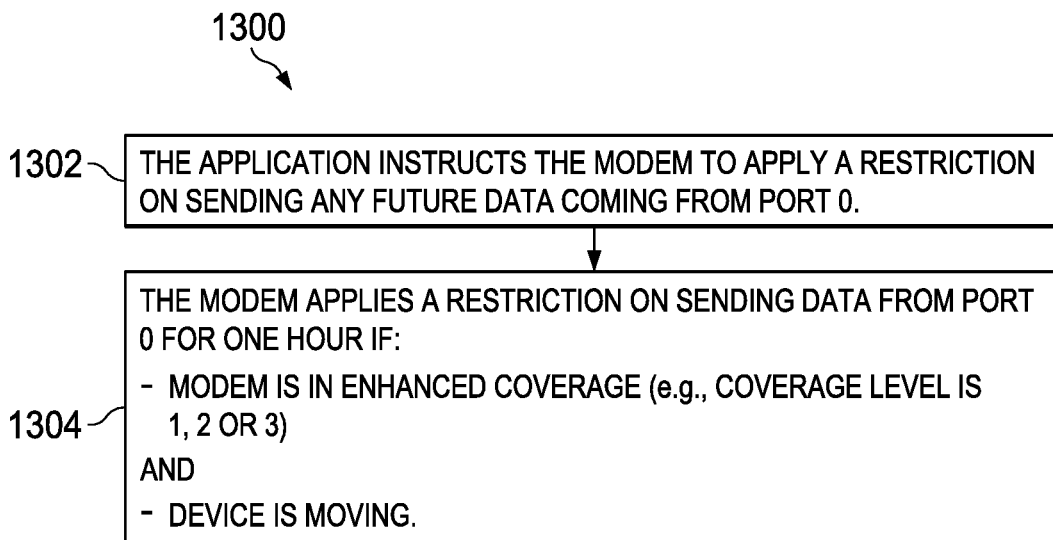 1300
1302
THE APPLICATION INSTRUCTS THE MODEM TO APPLY A RESTRICTION
ON SENDING ANY FUTURE DATA COMING FROM PORT 0.
1304
THE MODEM APPLIES A RESTRICTION ON SENDING DATA FROM PORT
0 FOR ONE HOUR IF:
- MODEM IS IN ENHANCED COVERAGE (e.g., COVERAGE LEVEL IS
1, 2 OR 3)
AND
- DEVICE IS MOVING.